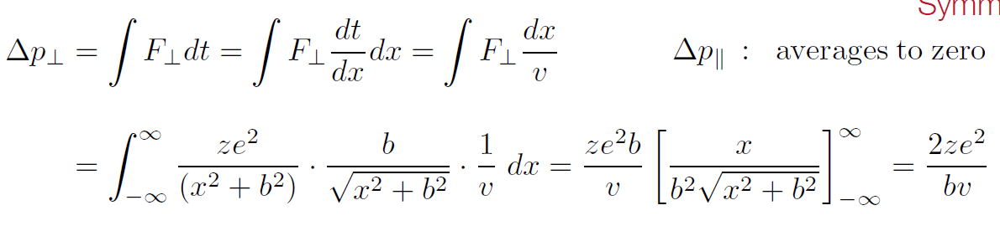 Symm
Δp⊥ = ∫ F⊥dt = ∫ F⊥ dt/dx dx = ∫ F⊥ dx/v    Δp∥ : averages to zero
= ∫_{-∞}^{∞} ze²/(x² + b²) · b/√(x² + b²) · 1/v dx = ze²b/v [x/(b²√(x² + b²))]_{-∞}^{∞} = 2ze²/bv